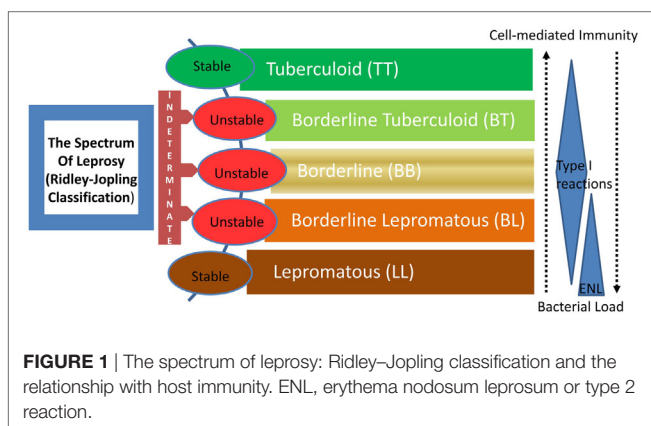 Cell-mediated Immunity
Stable
Tuberculoid (TT)
Unstable
Borderline Tuberculoid (BT)
The Spectrum
Of Leprosy
(Ridley-Jopling
Classification)
INDETERMINATE
Unstable
Borderline (BB)
Type I
reactions
Unstable
Borderline Lepromatous (BL)
Stable
Lepromatous (LL)
ENL
Bacterial Load
FIGURE 1 | The spectrum of leprosy: Ridley–Jopling classification and the
relationship with host immunity. ENL, erythema nodosum leprosum or type 2
reaction.